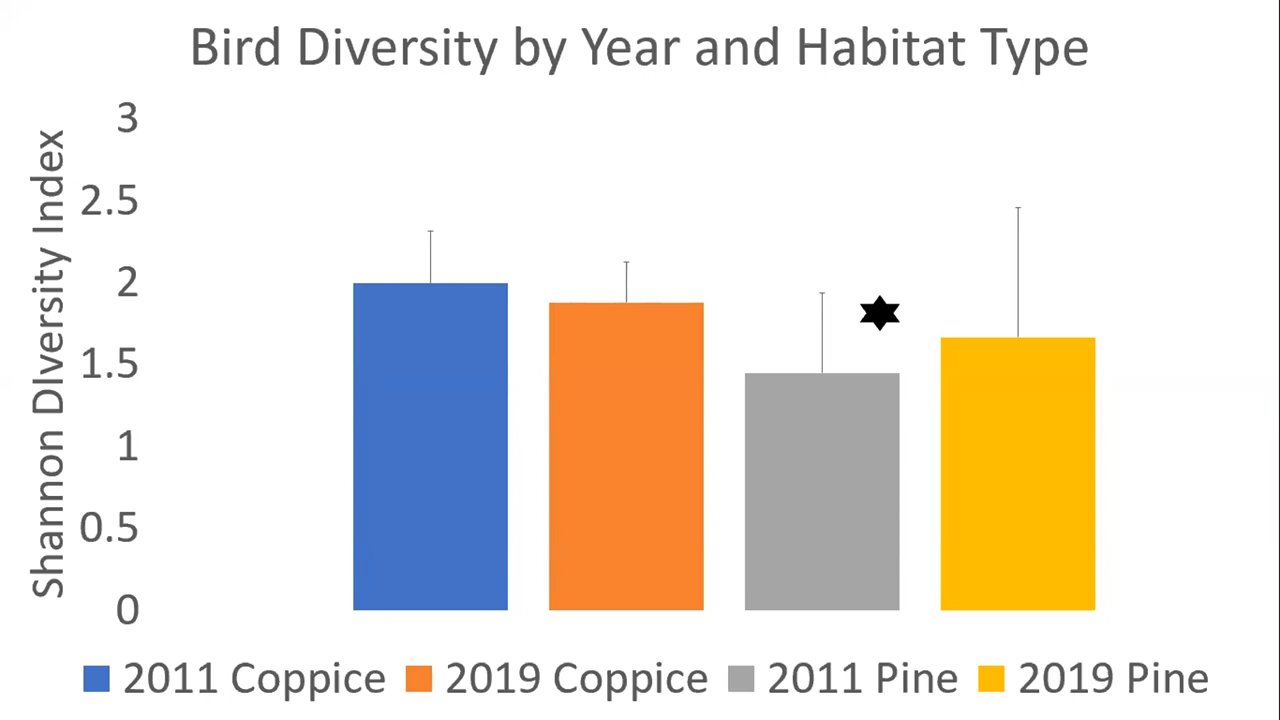 Bird Diversity by Year and Habitat Type
Shannon DIversity Index
3
2.5
2
1.5
1
0.5
0
2011 Coppice 2019 Coppice 2011 Pine 2019 Pine